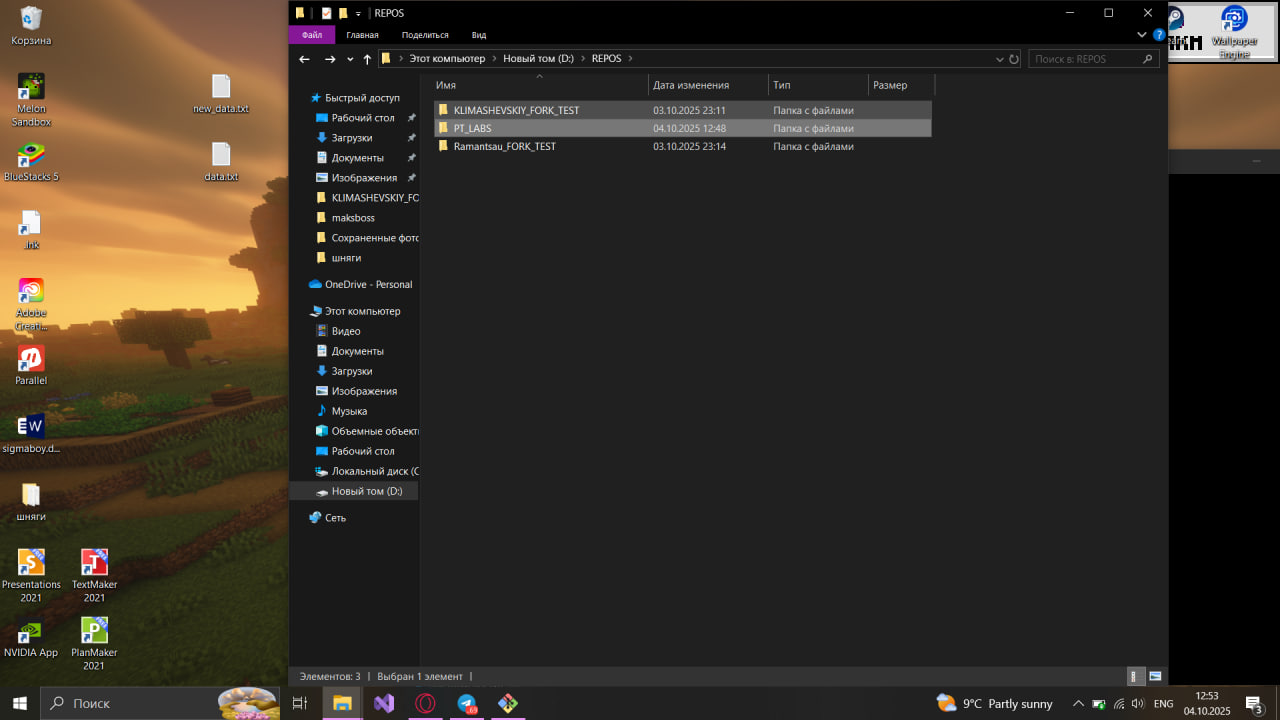 Корзина
Melon
Sandbox
BlueStacks 5
.lnk
Adobe
Creati...
Parallel
sigmaboy.d...
шняги
Presentations
2021
TextMaker
2021
NVIDIA App
PlanMaker
2021
new_data.txt
data.txt
REPOS
Файл
Главная
Поделиться
Вид
Этот компьютер
Новый том (D:)
REPOS
Поиск в: REPOS
Быстрый доступ
Рабочий стол
Загрузки
Документы
Изображения
KLIMASHEVSKIY_FO
maksboss
Сохраненные фото
шняги
OneDrive - Personal
Этот компьютер
Видео
Документы
Загрузки
Изображения
Музыка
Объемные объект
Рабочий стол
Локальный диск (C
Новый том (D:)
Сеть
Имя Дата изменения Тип Размер
KLIMASHEVSKIY_FORK_TEST 03.10.2025 23:11 Папка с файлами
PT_LABS 04.10.2025 12:48 Папка с файлами
Ramantsau_FORK_TEST 03.10.2025 23:14 Папка с файлами
Элементов: 3
Выбран 1 элемент
Wallpaper
Engine
Поиск
9°C Partly sunny
ENG
12:53
04.10.2025
3